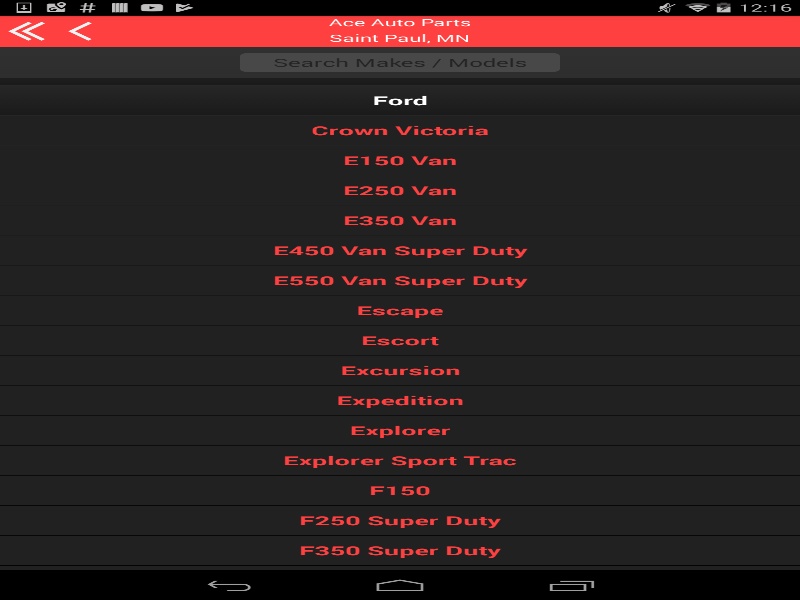 12:16
Ace Auto Parts
Saint Paul, MN
Search Makes / Models
Ford
Crown Victoria
E150 Van
E250 Van
E350 Van
E450 Van Super Duty
E550 Van Super Duty
Escape
Escort
Excursion
Expedition
Explorer
Explorer Sport Trac
F150
F250 Super Duty
F350 Super Duty